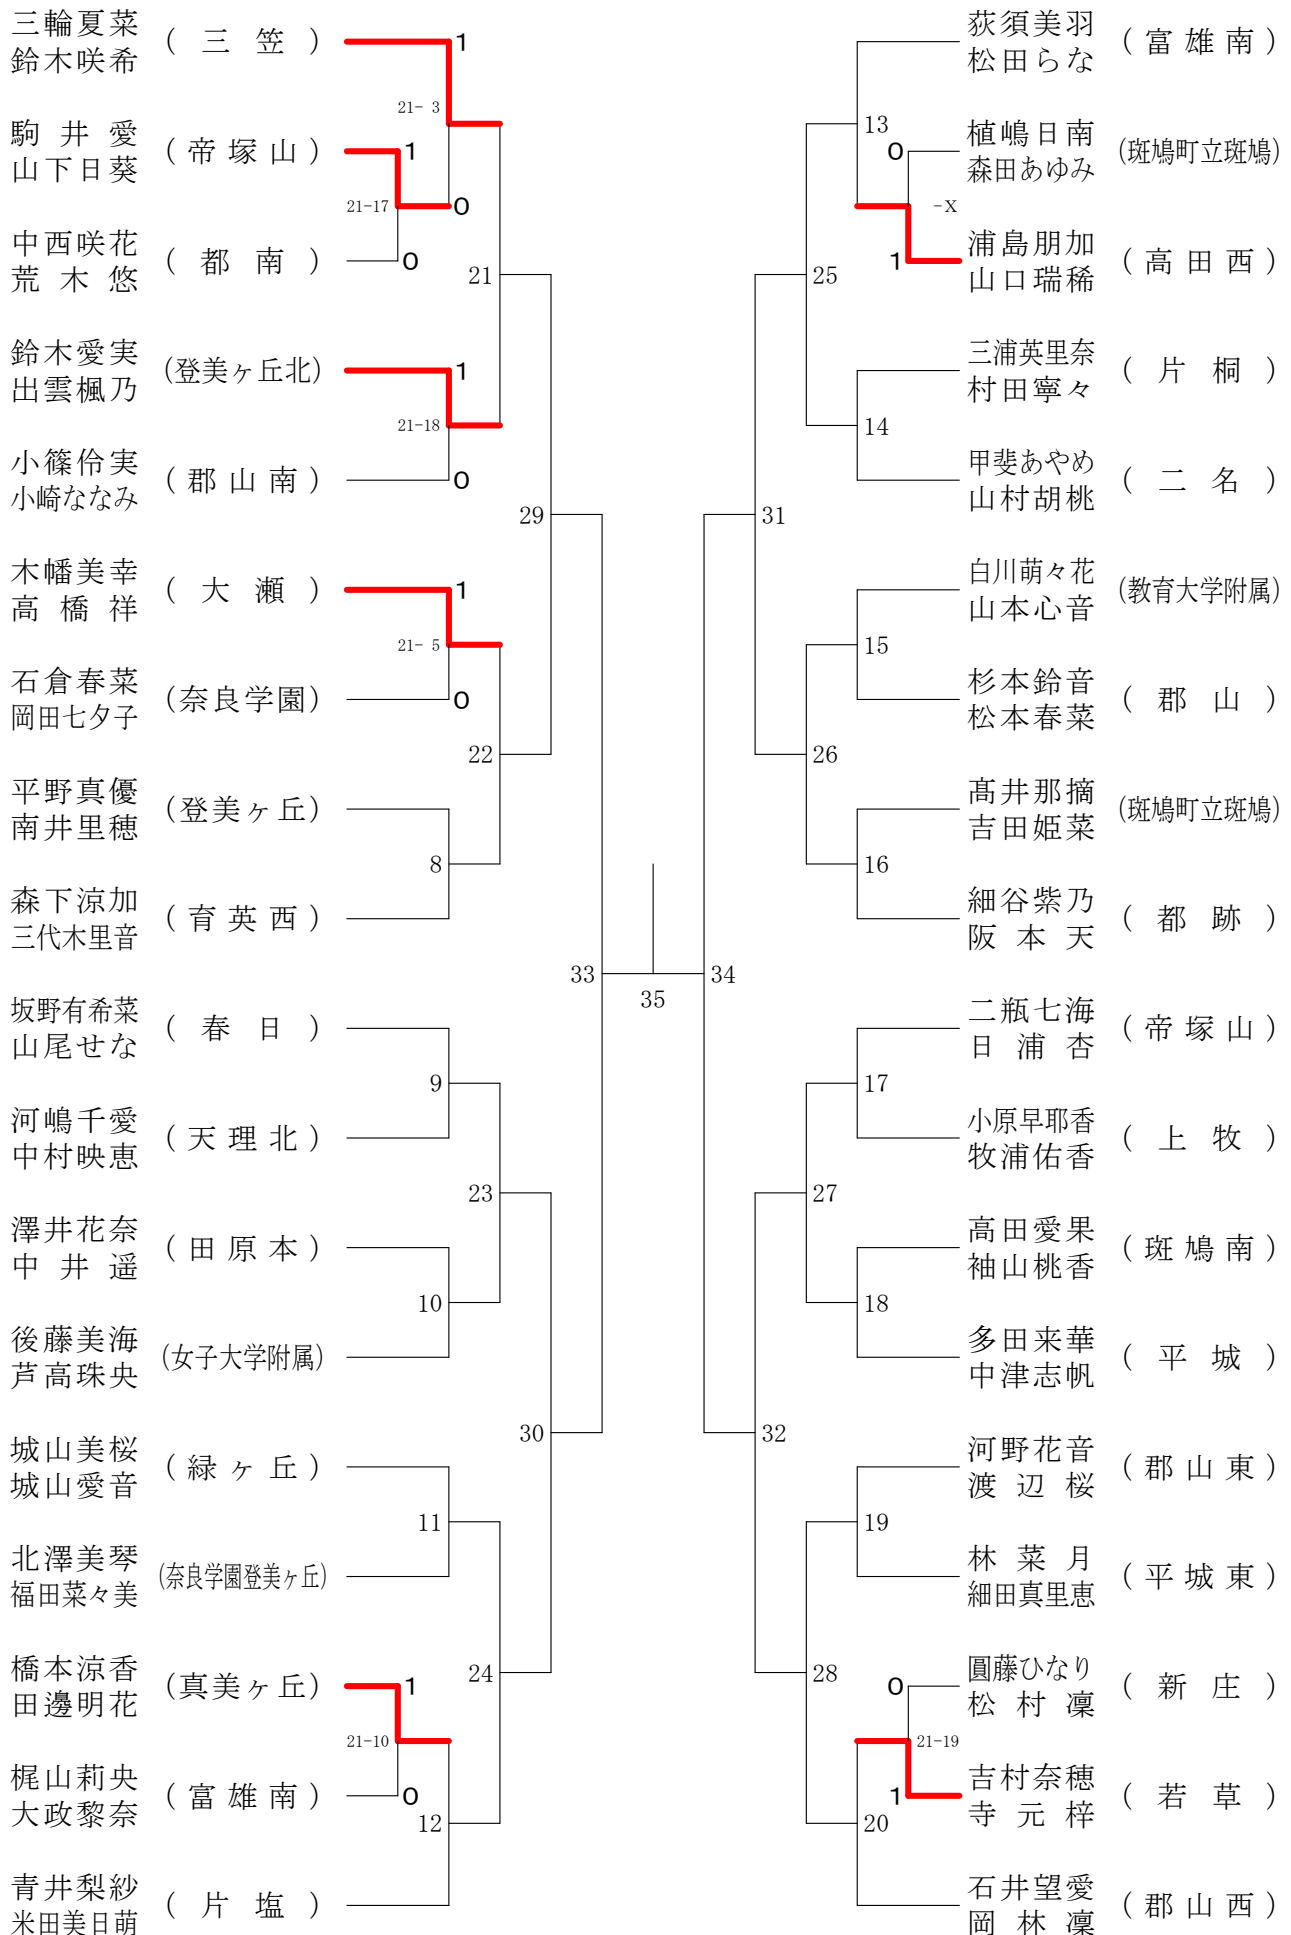 三輪夏菜
鈴木咲希
(三笠)
1
21- 3
駒井愛
山下日葵
(帝塚山)
1
21-17
0
中西咲花
荒木悠
(都南)
0
21
鈴木愛実
出雲楓乃
(登美ヶ丘北)
1
21-18
小篠伶実
小崎ななみ
(郡山南)
0
29
木幡美幸
高橋祥
(大瀬)
1
21- 5
石倉春菜
岡田七夕子
(奈良学園)
0
22
平野真優
南井里穂
(登美ヶ丘)
8
森下涼加
三代木里音
(育英西)
33
坂野有希菜
山尾せな
(春日)
9
河嶋千愛
中村映恵
(天理北)
23
澤井花奈
中井遥
(田原本)
10
後藤美海
芦高珠央
(女子大学附属)
30
城山美桜
城山愛音
(緑ヶ丘)
11
北澤美琴
福田菜々美
(奈良学園登美ヶ丘)
橋本涼香
田邊明花
(真美ヶ丘)
1
24
21-10
梶山莉央
大政黎奈
(富雄南)
0
12
青井梨紗
米田美日萌
(片塩)
35
荻須美羽
松田らな
(富雄南)
13
植嶋日南
森田あゆみ
(斑鳩町立斑鳩)
0
-X
浦島朋加
山口瑞稀
(高田西)
1
25
三浦英里奈
村田寧々
(片桐)
14
甲斐あやめ
山村胡桃
(二名)
31
白川萌々花
山本心音
(教育大学附属)
15
杉本鈴音
松本春菜
(郡山)
26
髙井那摘
吉田姫菜
(斑鳩町立斑鳩)
16
細谷紫乃
阪本天
(都跡)
34
二瓶七海
日浦杏
(帝塚山)
17
小原早耶香
牧浦佑香
(上牧)
27
高田愛果
袖山桃香
(斑鳩南)
18
多田来華
中津志帆
(平城)
32
河野花音
渡辺桜
(郡山東)
19
林菜月
細田真里恵
(平城東)
28
圓藤ひなり
松村凜
(新庄)
0
21-19
吉村奈穂
寺元梓
(若草)
1
20
石井望愛
岡林凜
(郡山西)